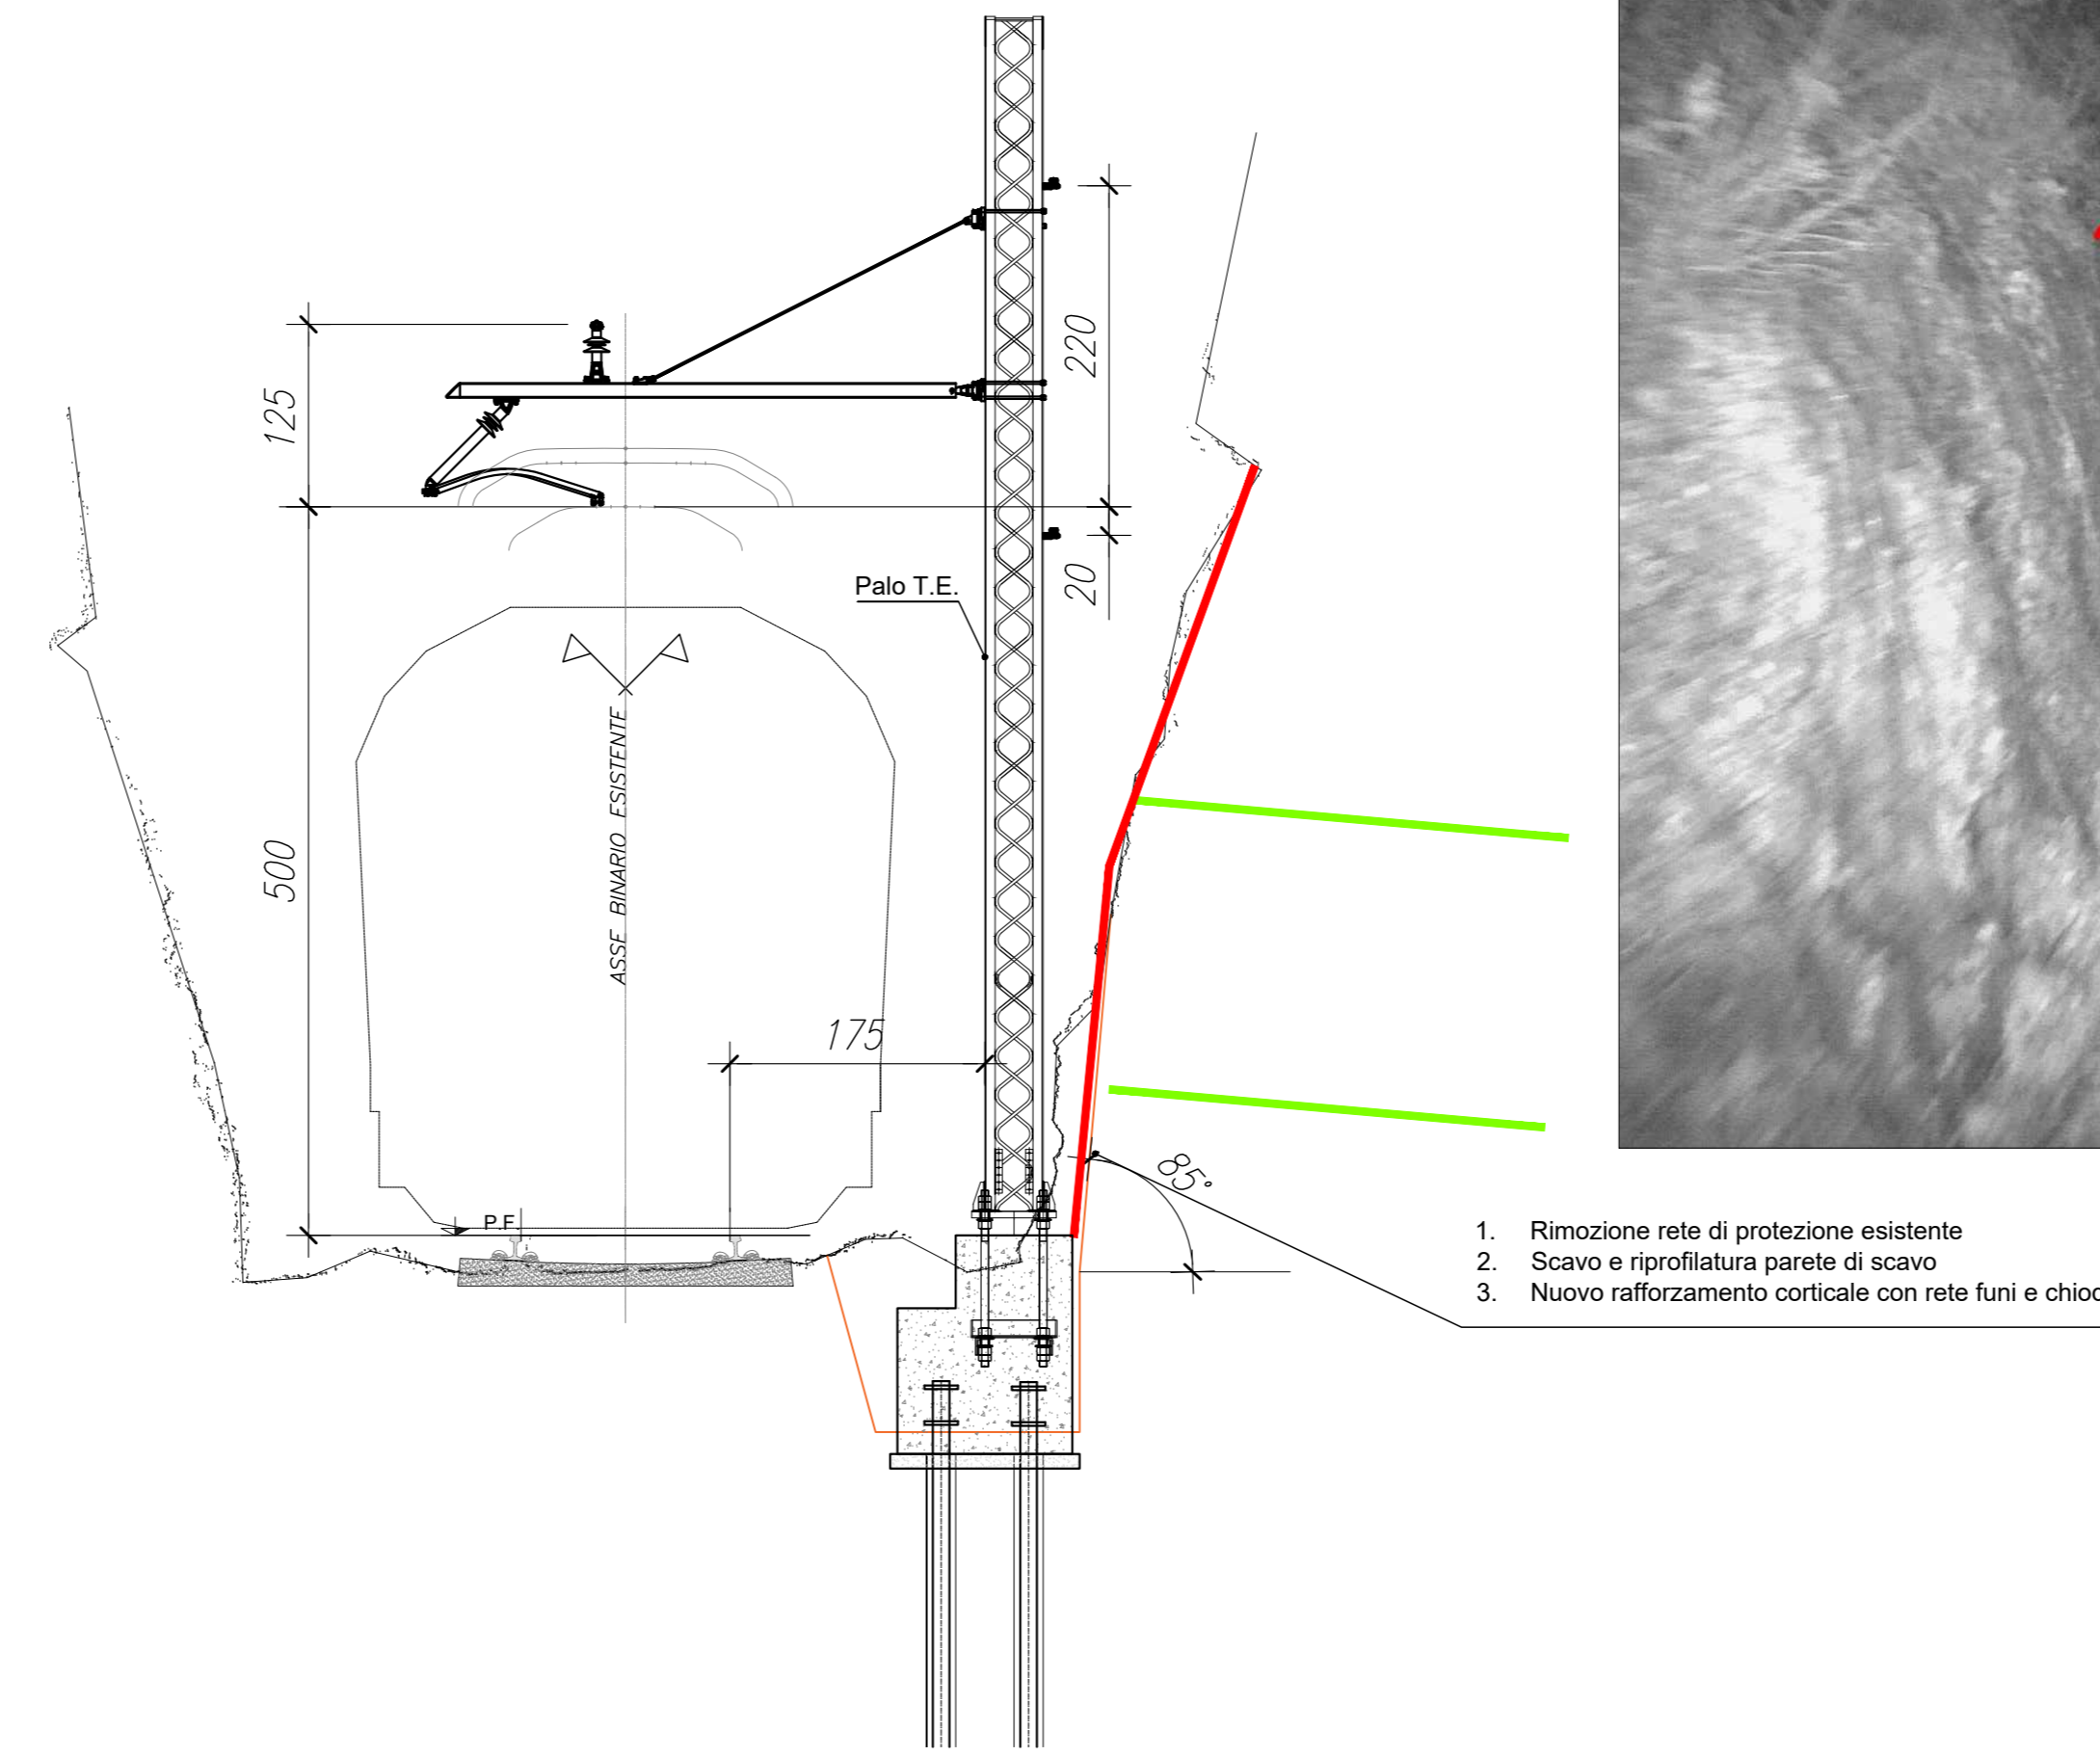 220
125
20
Palo T.E.
ASSE BINARIO ESISTENTE
500
175
85°
P.F.
1. Rimozione rete di protezione esistente
2. Scavo e riprofilatura parete di scavo
3. Nuovo rafforzamento corticale con rete funi e